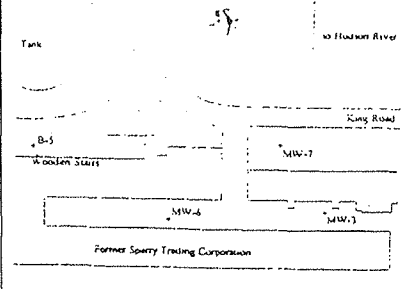 to Hudson River
Tank
King Road
B-5
MW-7
Wooden Stairs
MW-6
MW-3
Former Sperry Trading Corporation